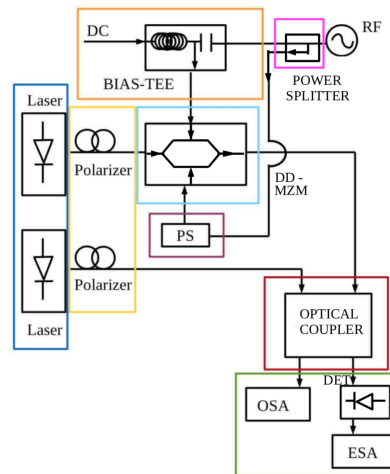 DC
RF
BIAS-TEE
POWER
SPLITTER
Laser
Polarizer
DD -
MZM
PS
Polarizer
Laser
OPTICAL
COUPLER
DET
OSA
ESA